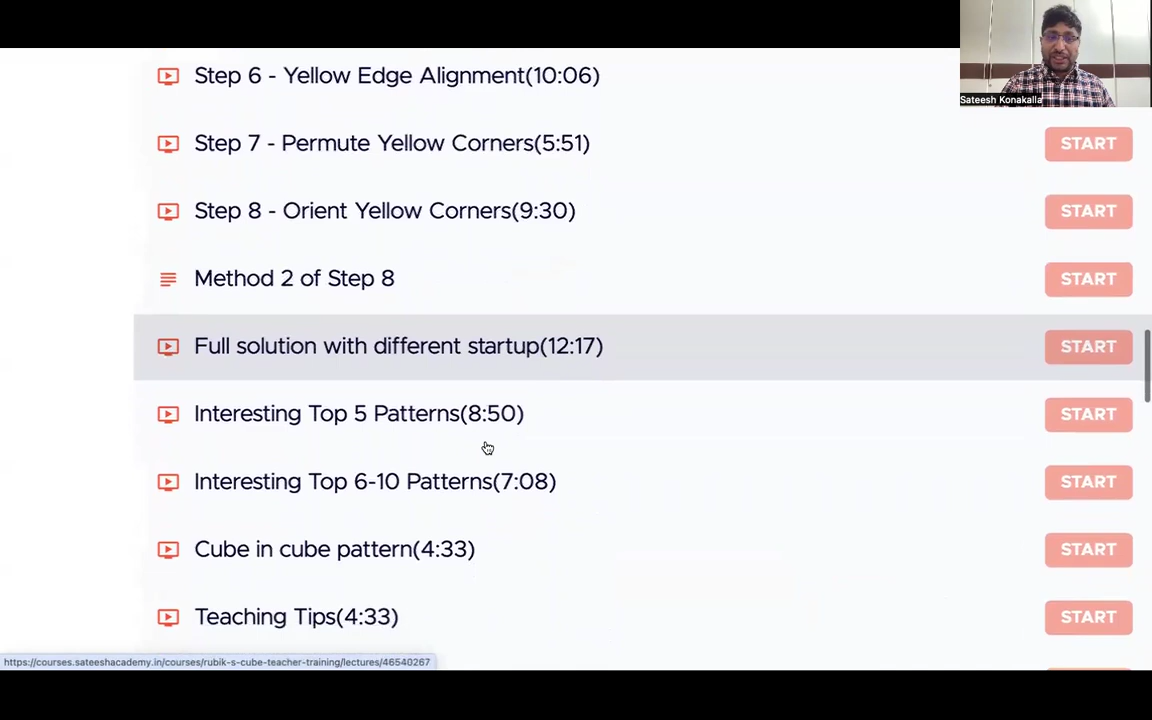 Sateesh Konakalla
Step 6 - Yellow Edge Alignment(10:06)
Step 7 - Permute Yellow Corners(5:51)
START
Step 8 - Orient Yellow Corners(9:30)
START
Method 2 of Step 8
START
Full solution with different startup(12:17)
START
Interesting Top 5 Patterns(8:50)
START
Interesting Top 6-10 Patterns(7:08)
START
Cube in cube pattern(4:33)
START
Teaching Tips(4:33)
START
https://courses.sateeshacademy.in/courses/rubik-s-cube-teacher-training/lectures/46540267